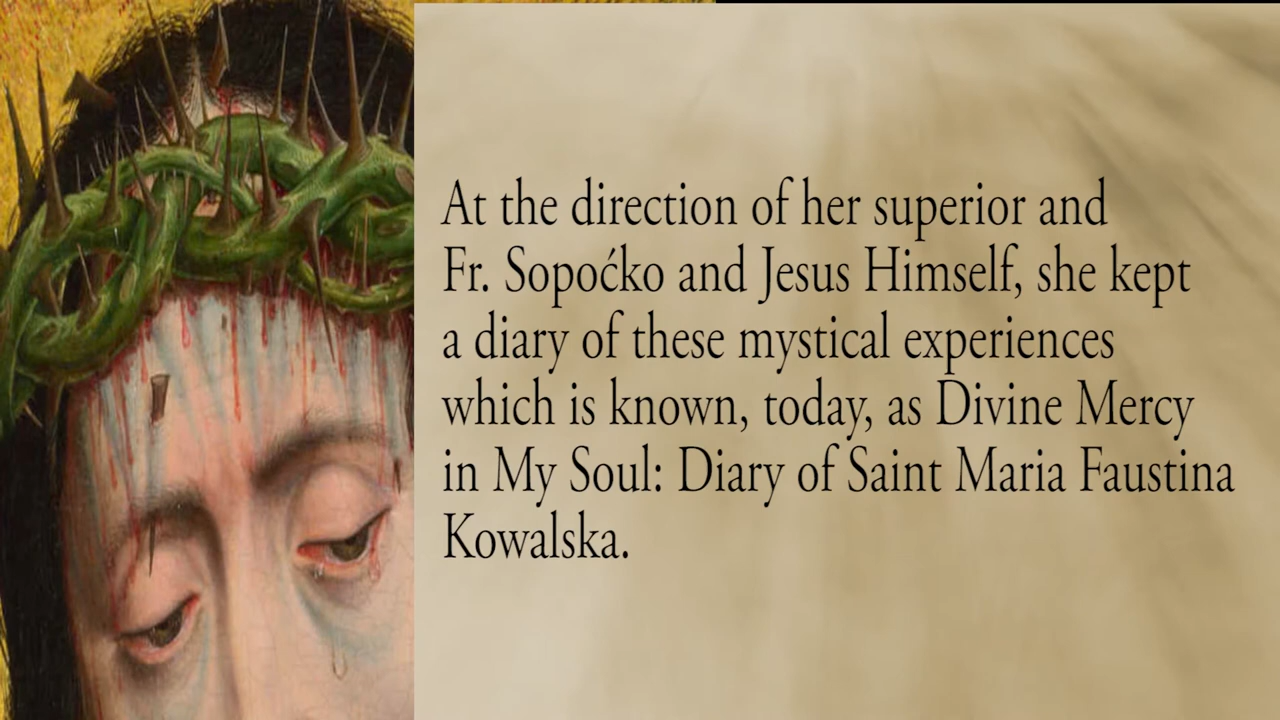 At the direction of her superior and
Fr. Sopoćko and Jesus Himself, she kept
a diary of these mystical experiences
which is known, today, as Divine Mercy
in My Soul: Diary of Saint Maria Faustina
Kowalska.